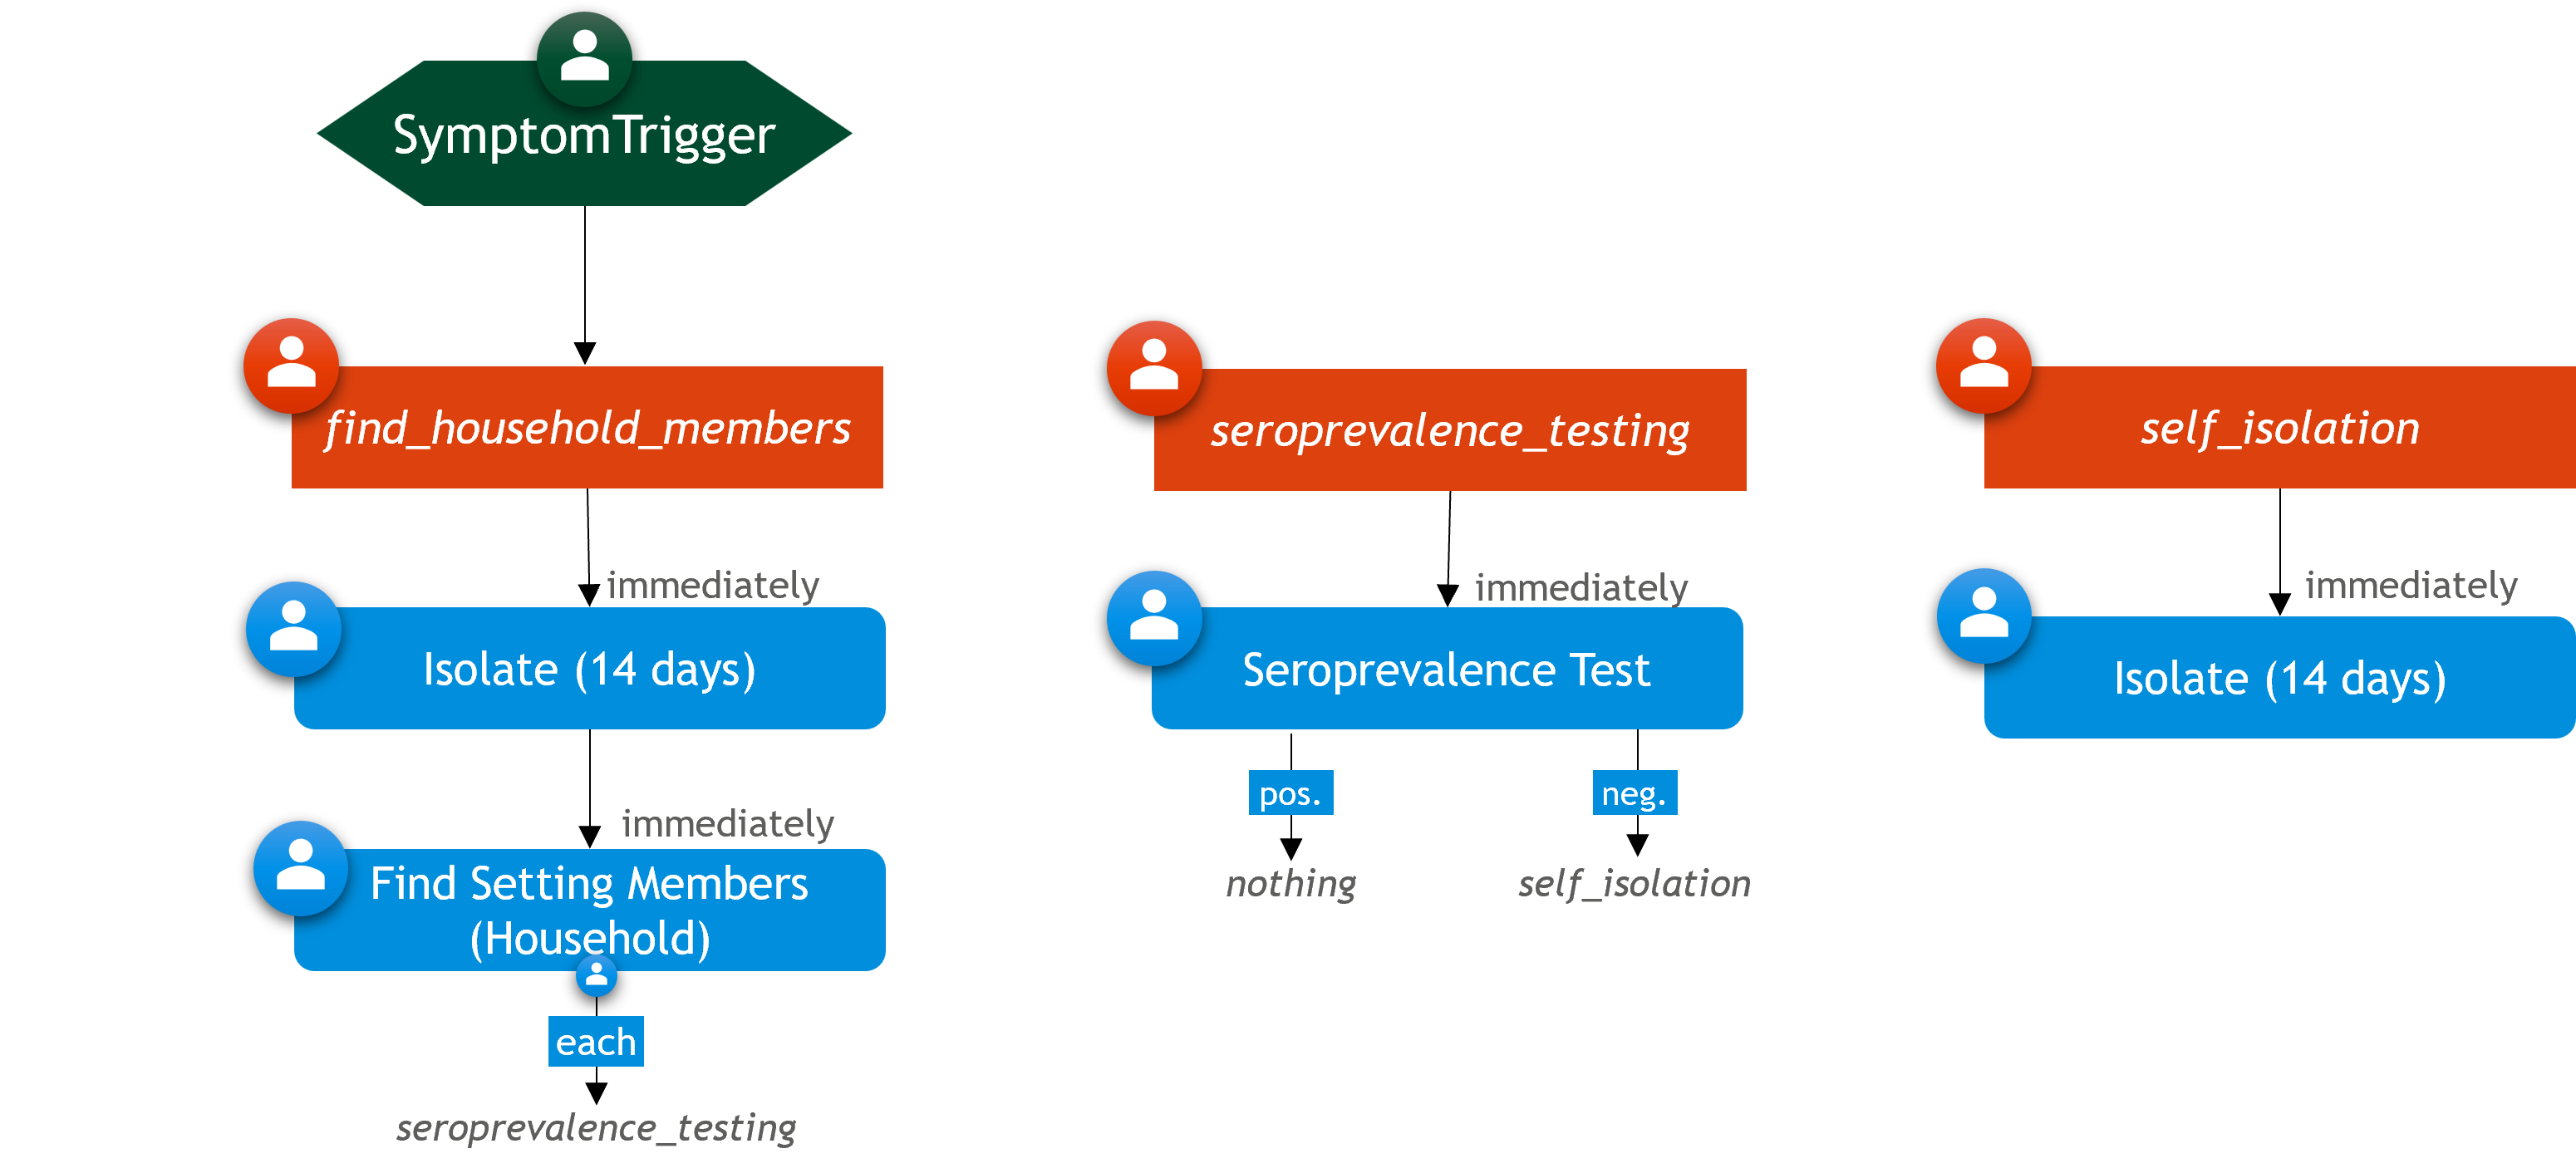 SymptomTrigger
find_household_members
immediately
Isolate (14 days)
immediately
Find Setting Members
(Household)
each
seroprevalence_testing
seroprevalence_testing
immediately
Seroprevalence Test
pos.
neg.
nothing
self_isolation
self_isolation
immediately
Isolate (14 days)